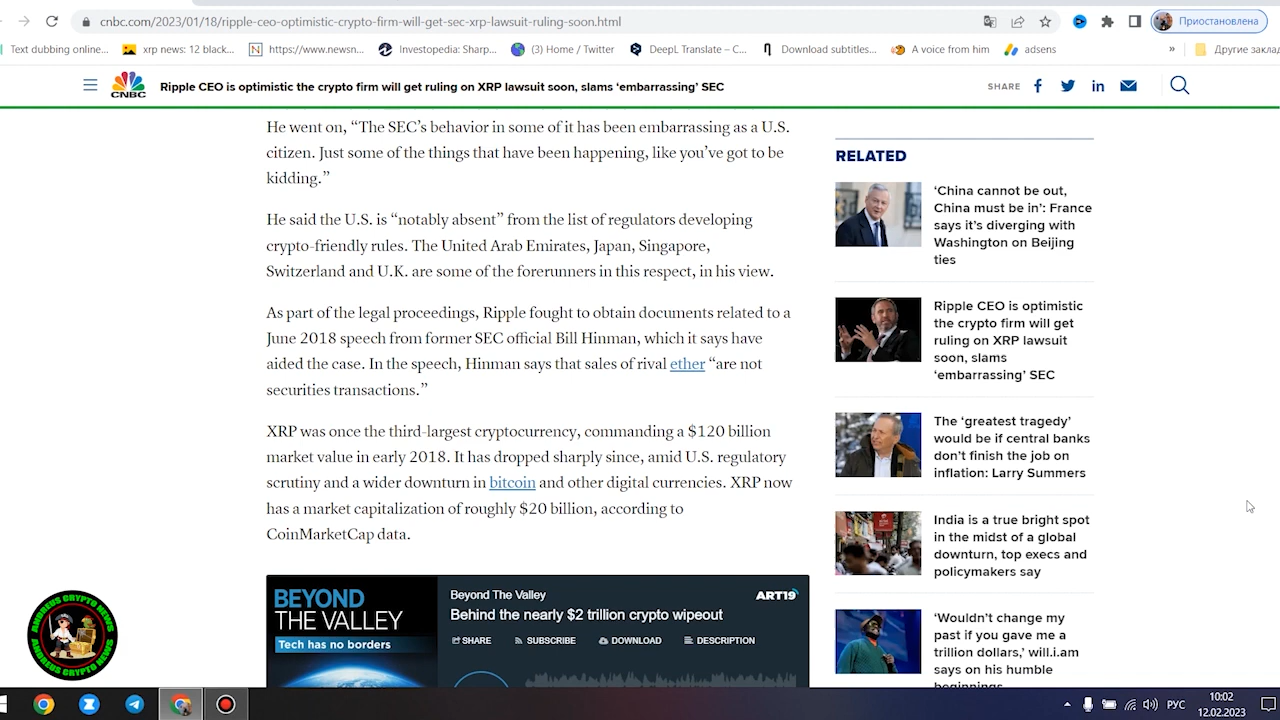 cnbc.com/2023/01/18/ripple-ceo-optimistic-crypto-firm-will-get-sec-xrp-lawsuit-ruling-soon.html
Приостановлена
Text dubbing online...
xrp news: 12 black...
https://www.newsn...
Investopedia: Sharp...
(3) Home / Twitter
DeepL Translate – C...
Download subtitles...
A voice from him
adsens
»
Другие заклад
CNBC
Ripple CEO is optimistic the crypto firm will get ruling on XRP lawsuit soon, slams ‘embarrassing’ SEC
SHARE
He went on, “The SEC’s behavior in some of it has been embarrassing as a U.S.
citizen. Just some of the things that have been happening, like you’ve got to be
kidding.”
He said the U.S. is “notably absent” from the list of regulators developing
crypto-friendly rules. The United Arab Emirates, Japan, Singapore,
Switzerland and U.K. are some of the forerunners in this respect, in his view.
As part of the legal proceedings, Ripple fought to obtain documents related to a
June 2018 speech from former SEC official Bill Hinman, which it says have
aided the case. In the speech, Hinman says that sales of rival ether “are not
securities transactions.”
XRP was once the third-largest cryptocurrency, commanding a $120 billion
market value in early 2018. It has dropped sharply since, amid U.S. regulatory
scrutiny and a wider downturn in bitcoin and other digital currencies. XRP now
has a market capitalization of roughly $20 billion, according to
CoinMarketCap data.
BEYOND
THE VALLEY
Tech has no borders
Beyond The Valley
ART19
Behind the nearly $2 trillion crypto wipeout
SHARE
SUBSCRIBE
DOWNLOAD
DESCRIPTION
RELATED
‘China cannot be out,
China must be in’: France
says it’s diverging with
Washington on Beijing
ties
Ripple CEO is optimistic
the crypto firm will get
ruling on XRP lawsuit
soon, slams
‘embarrassing’ SEC
The ‘greatest tragedy’
would be if central banks
don’t finish the job on
inflation: Larry Summers
India is a true bright spot
in the midst of a global
downturn, top execs and
policymakers say
‘Wouldn’t change my
past if you gave me a
trillion dollars,’ will.i.am
says on his humble
beginnings
ANDREUS CRYPTO NEWS
ANDREUS CRYPTO NEWS
РУС
10:02
12.02.2023